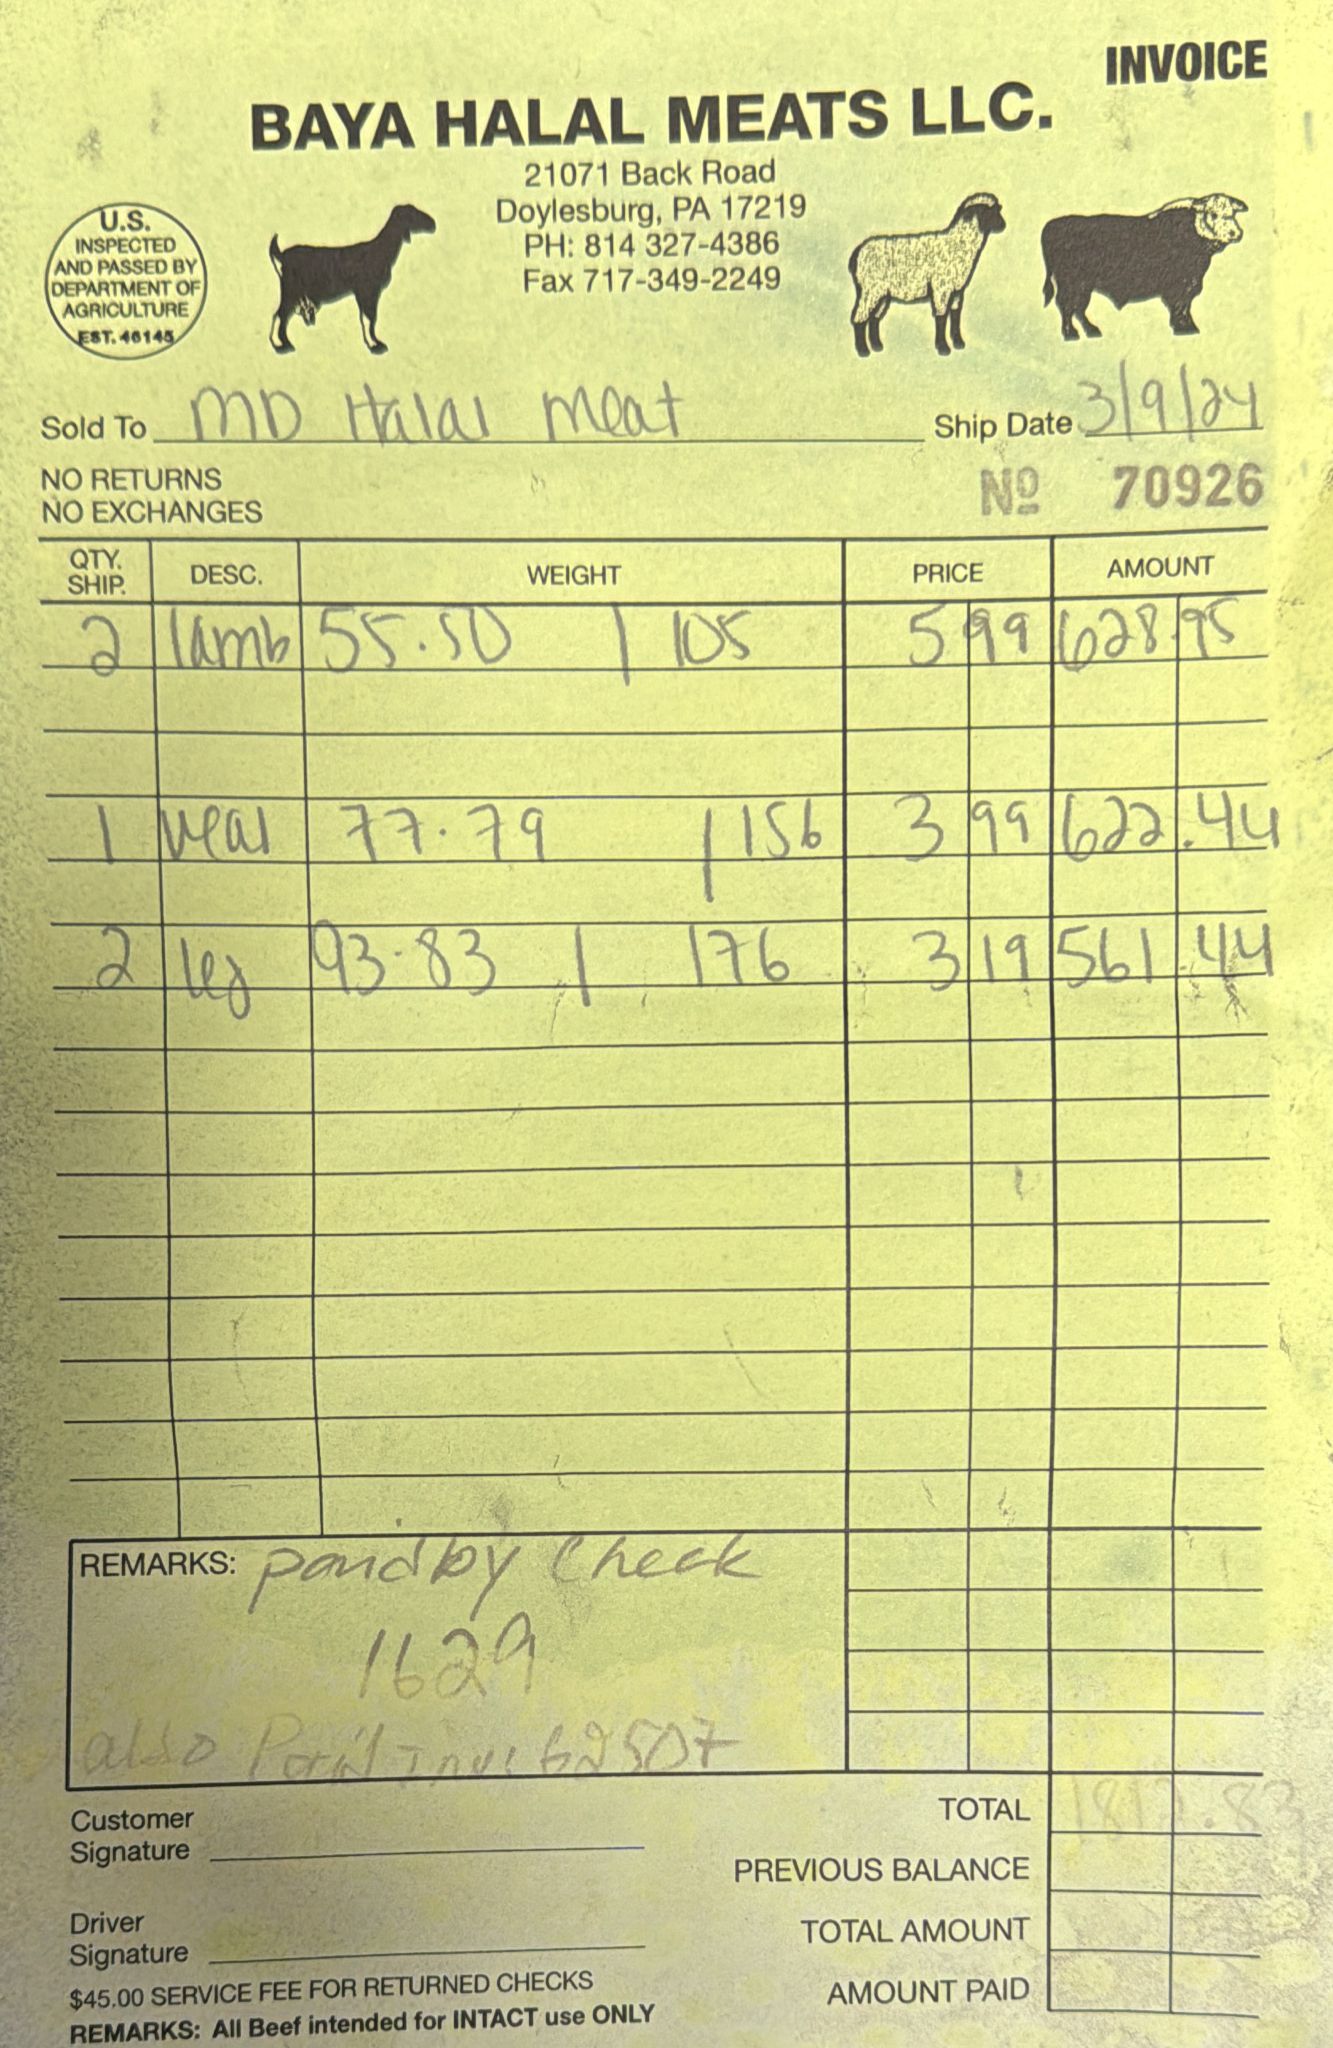 INVOICE
BAYA HALAL MEATS LLC.
21071 Back Road
Doylesburg, PA 17219
PH: 814 327-4386
Fax 717-349-2249
U.S.
INSPECTED
AND PASSED BY
DEPARTMENT OF
AGRICULTURE
EST. 46145
Sold To MD Halal Meat Ship Date 3/9/24
NO RETURNS
NO EXCHANGES
Nº 70926
QTY. SHIP. DESC. WEIGHT PRICE AMOUNT
2 lamb 55.50 | 105 5 99 628.95
1 veal 77.79 | 156 3 99 622.44
2 leg 93.83 | 176 3 19 561.44
REMARKS: paid by Check
1629
also Paid Inv. 62507
TOTAL
PREVIOUS BALANCE
TOTAL AMOUNT
AMOUNT PAID
Customer
Signature
Driver
Signature
$45.00 SERVICE FEE FOR RETURNED CHECKS
REMARKS: All Beef intended for INTACT use ONLY